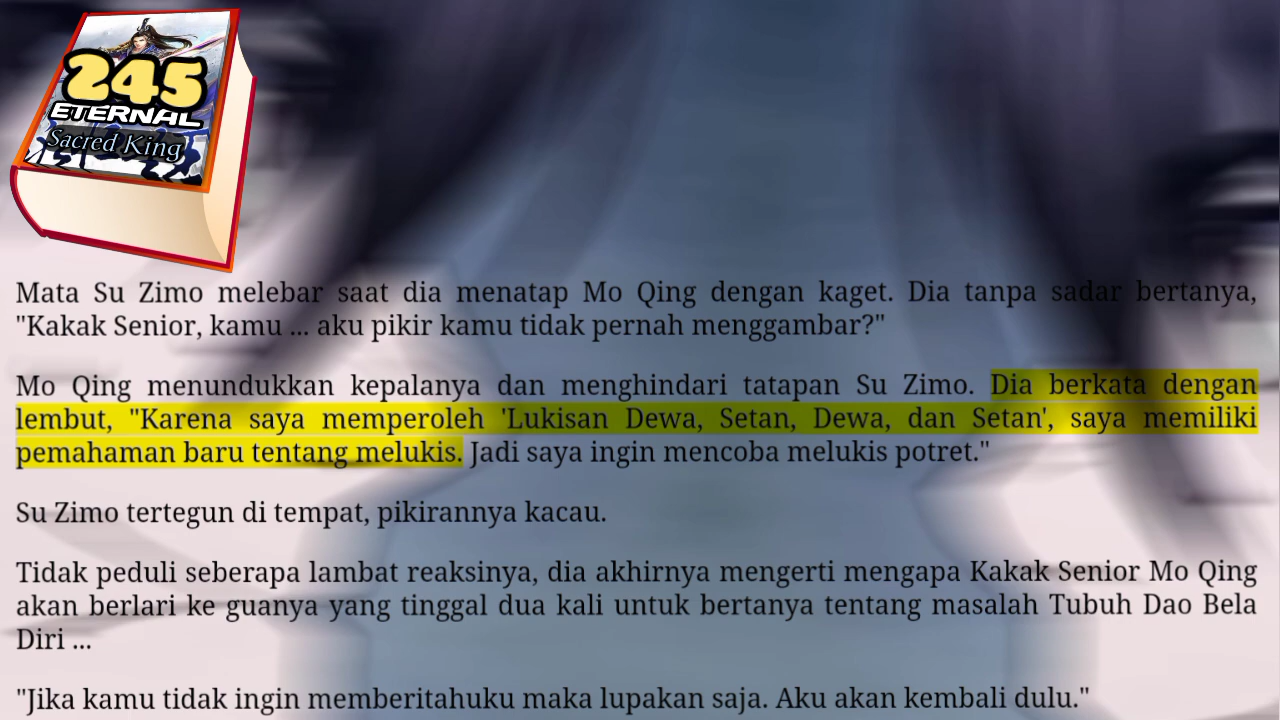 245
ETERNAL
Sacred King
Mata Su Zimo melebar saat dia menatap Mo Qing dengan kaget. Dia tanpa sadar bertanya,
"Kakak Senior, kamu ... aku pikir kamu tidak pernah menggambar?"
Mo Qing menundukkan kepalanya dan menghindari tatapan Su Zimo. Dia berkata dengan
lembut, "Karena saya memperoleh 'Lukisan Dewa, Setan, Dewa, dan Setan', saya memiliki
pemahaman baru tentang melukis. Jadi saya ingin mencoba melukis potret."
Su Zimo tertegun di tempat, pikirannya kacau.
Tidak peduli seberapa lambat reaksinya, dia akhirnya mengerti mengapa Kakak Senior Mo Qing
akan berlari ke guanya yang tinggal dua kali untuk bertanya tentang masalah Tubuh Dao Bela
Diri ...
"Jika kamu tidak ingin memberitahuku maka lupakan saja. Aku akan kembali dulu."